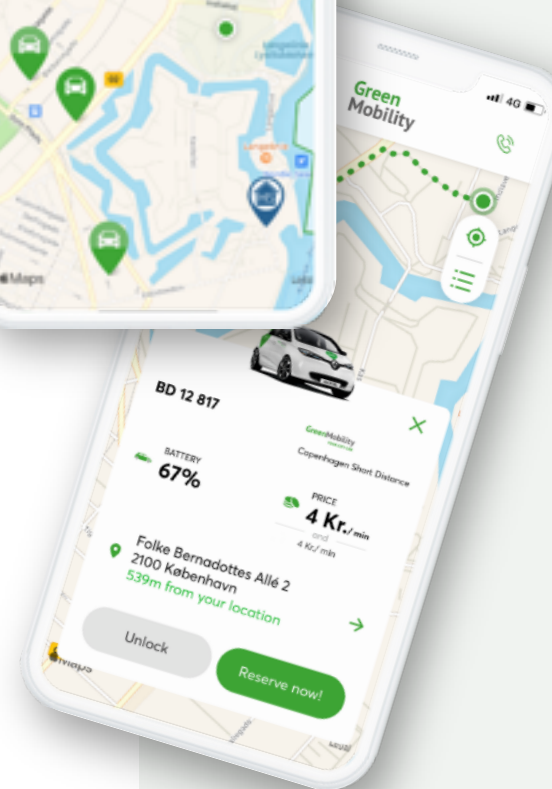 Maps
Green
Mobility
4G
BD 12 817
GreenMobility
Copenhagen Short Distance
BATTERY
67%
PRICE
4 Kr./ min
and
4 Kr./ min
Folke Bernadottes Allé 2
2100 København
539m from your location
Unlock
Reserve now!
Maps